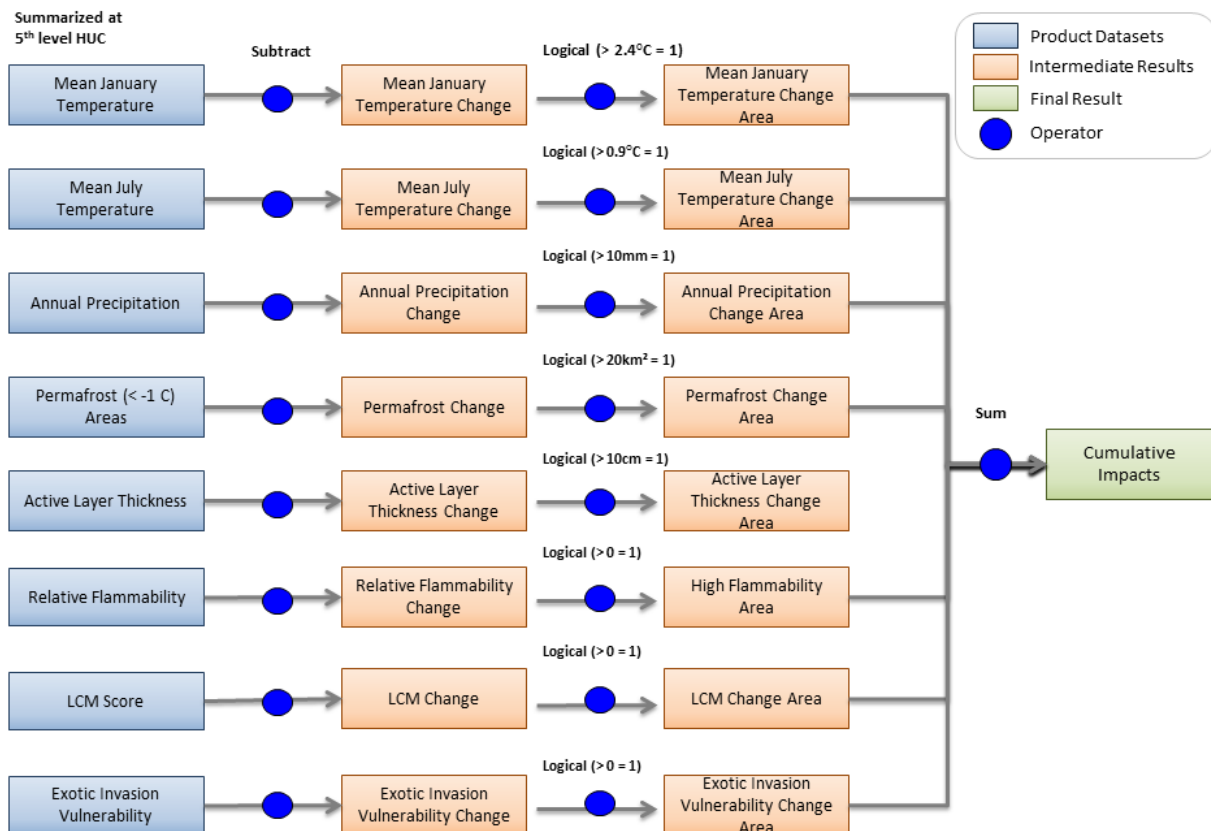 Summarized at
5th level HUC
Subtract
Logical (> 2.4°C = 1)
Product Datasets
Intermediate Results
Final Result
Operator
Mean January
Temperature
Mean January
Temperature Change
Mean January
Temperature Change
Area
Logical (>0.9°C = 1)
Mean July
Temperature
Mean July
Temperature Change
Mean July
Temperature Change
Area
Logical (>10mm = 1)
Annual Precipitation
Annual Precipitation
Change
Annual Precipitation
Change Area
Logical (>20km² = 1)
Permafrost (< -1 C)
Areas
Permafrost Change
Permafrost Change
Area
Sum
Cumulative
Impacts
Logical (>10cm = 1)
Active Layer Thickness
Active Layer
Thickness Change
Active Layer
Thickness Change
Area
Logical (>0 = 1)
Relative Flammability
Relative Flammability
Change
High Flammability
Area
Logical (>0 = 1)
LCM Score
LCM Change
LCM Change Area
Logical (>0 = 1)
Exotic Invasion
Vulnerability
Exotic Invasion
Vulnerability Change
Exotic Invasion
Vulnerability Change
Area